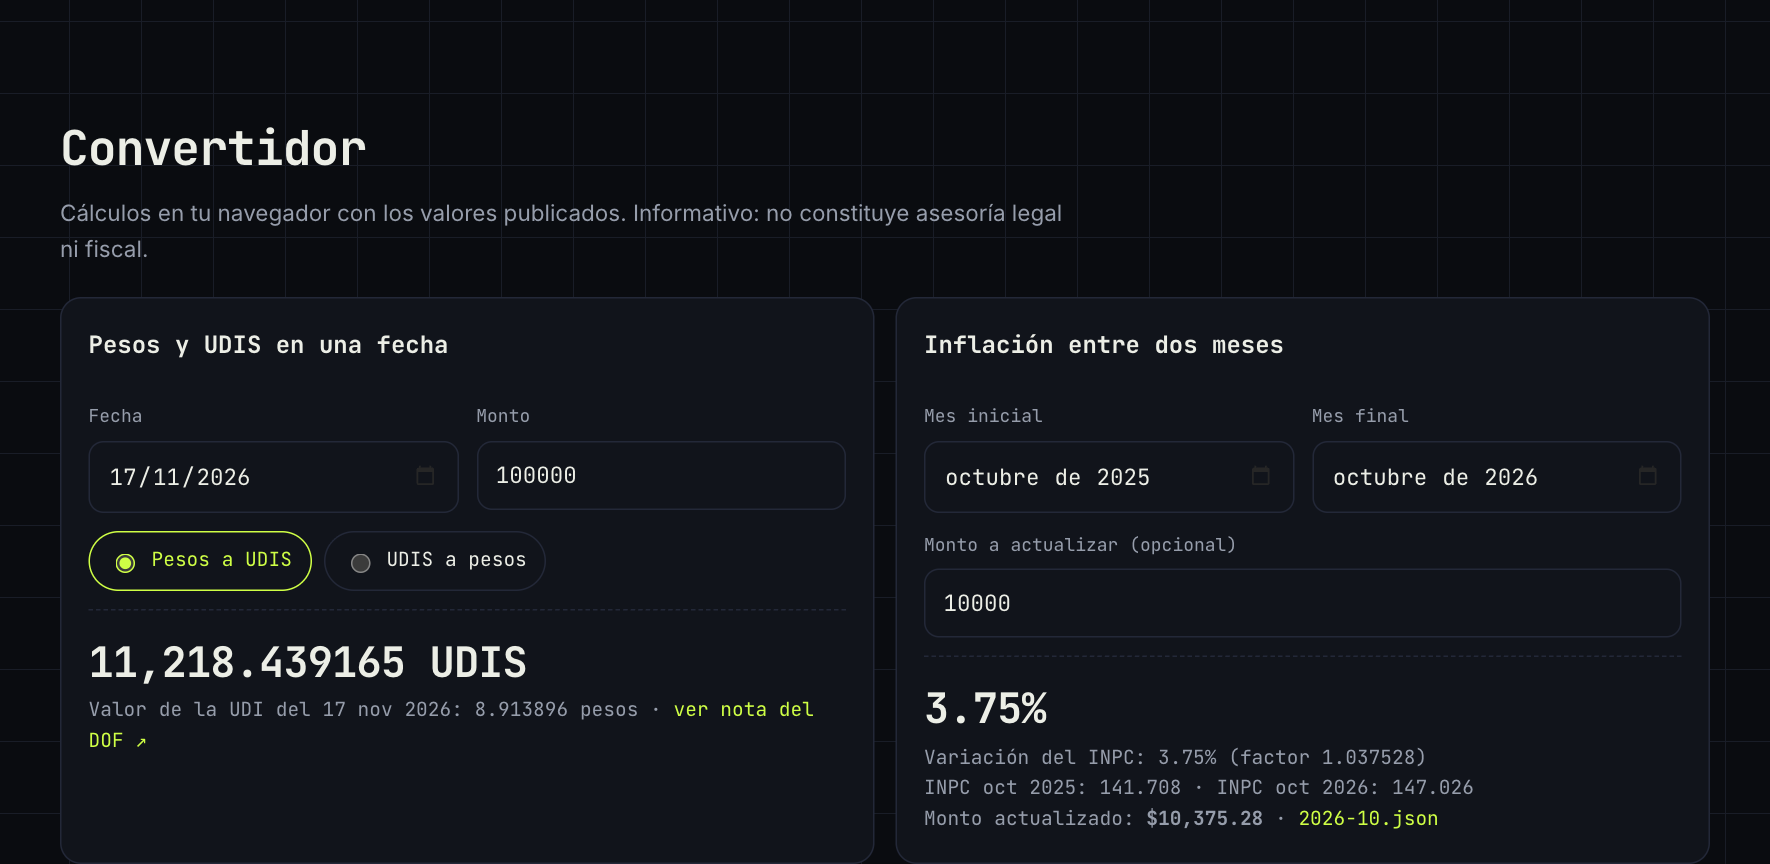 Convertidor
Cálculos en tu navegador con los valores publicados. Informativo: no constituye asesoría legal
ni fiscal.
Pesos y UDIS en una fecha
Fecha
Monto
17/11/2026
100000
Pesos a UDIS
UDIS a pesos
11,218.439165 UDIS
Valor de la UDI del 17 nov 2026: 8.913896 pesos · ver nota del
DOF ↗
Inflación entre dos meses
Mes inicial
Mes final
octubre de 2025
octubre de 2026
Monto a actualizar (opcional)
10000
3.75%
Variación del INPC: 3.75% (factor 1.037528)
INPC oct 2025: 141.708 · INPC oct 2026: 147.026
Monto actualizado: $10,375.28 · 2026-10.json